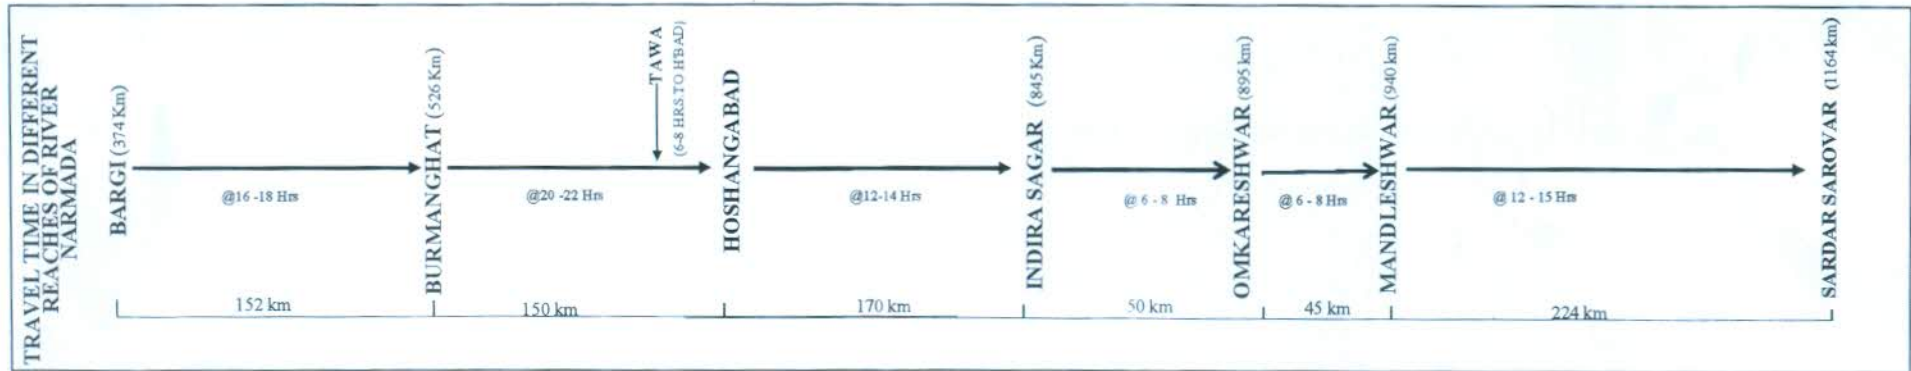 TRAVEL TIME IN DIFFERENT
REACHES OF RIVER
NARMADA
BARGI (374 Km)
@16 -18 Hrs
BURMANGHAT (526 Km)
@20 -22 Hrs
TAWA
(6-8 HRS.TO H'BAD)
HOSHANGABAD
@12-14 Hrs
INDIRA SAGAR (845 Km)
@ 6 - 8 Hrs
OMKARESHWAR (895 km)
@ 6 - 8 Hrs
MANDLESHWAR (940 km)
@ 12 - 15 Hrs
SARDAR SAROVAR (1164 km)
152 km
150 km
170 km
50 km
45 km
224 km